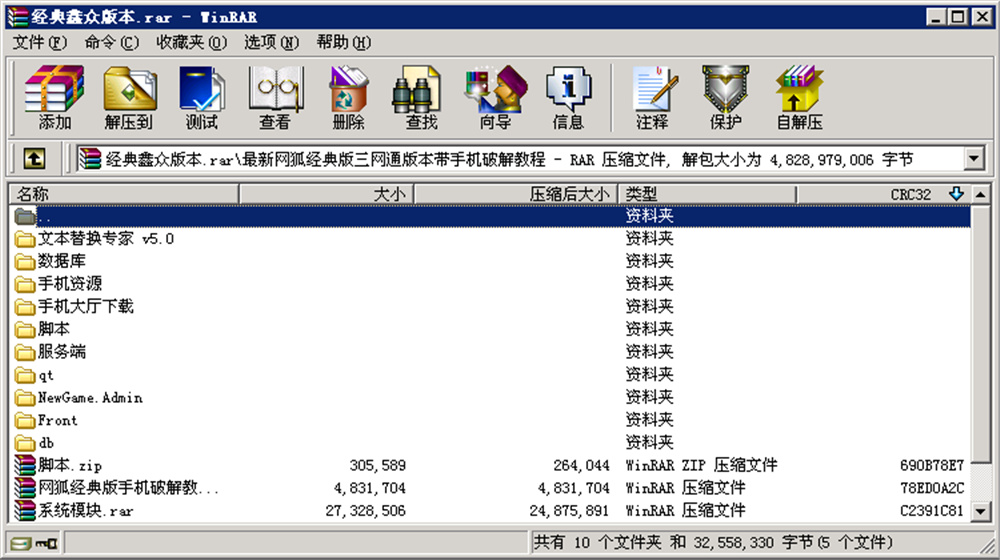 经典鑫众版本.rar - WinRAR
文件(F) 命令(C) 收藏夹(O) 选项(N) 帮助(H)
添加 解压到 测试 查看 删除 查找 向导 信息 注释 保护 自解压
经典鑫众版本.rar\最新网狐经典版三网通版本带手机破解教程 - RAR 压缩文件, 解包大小为 4,828,979,006 字节
名称 大小 压缩后大小 类型 CRC32
.. 资料夹
文本替换专家 v5.0 资料夹
数据库 资料夹
手机资源 资料夹
手机大厅下载 资料夹
脚本 资料夹
服务端 资料夹
qt 资料夹
NewGame.Admin 资料夹
Front 资料夹
db 资料夹
脚本.zip 305,589 264,044 WinRAR ZIP 压缩文件 690B78E7
网狐经典版手机破解教... 4,831,704 4,831,704 WinRAR 压缩文件 78ED0A2C
系统模块.rar 27,328,506 24,875,891 WinRAR 压缩文件 C2391C81
共有 10 个文件夹 和 32,558,330 字节(5 个文件)